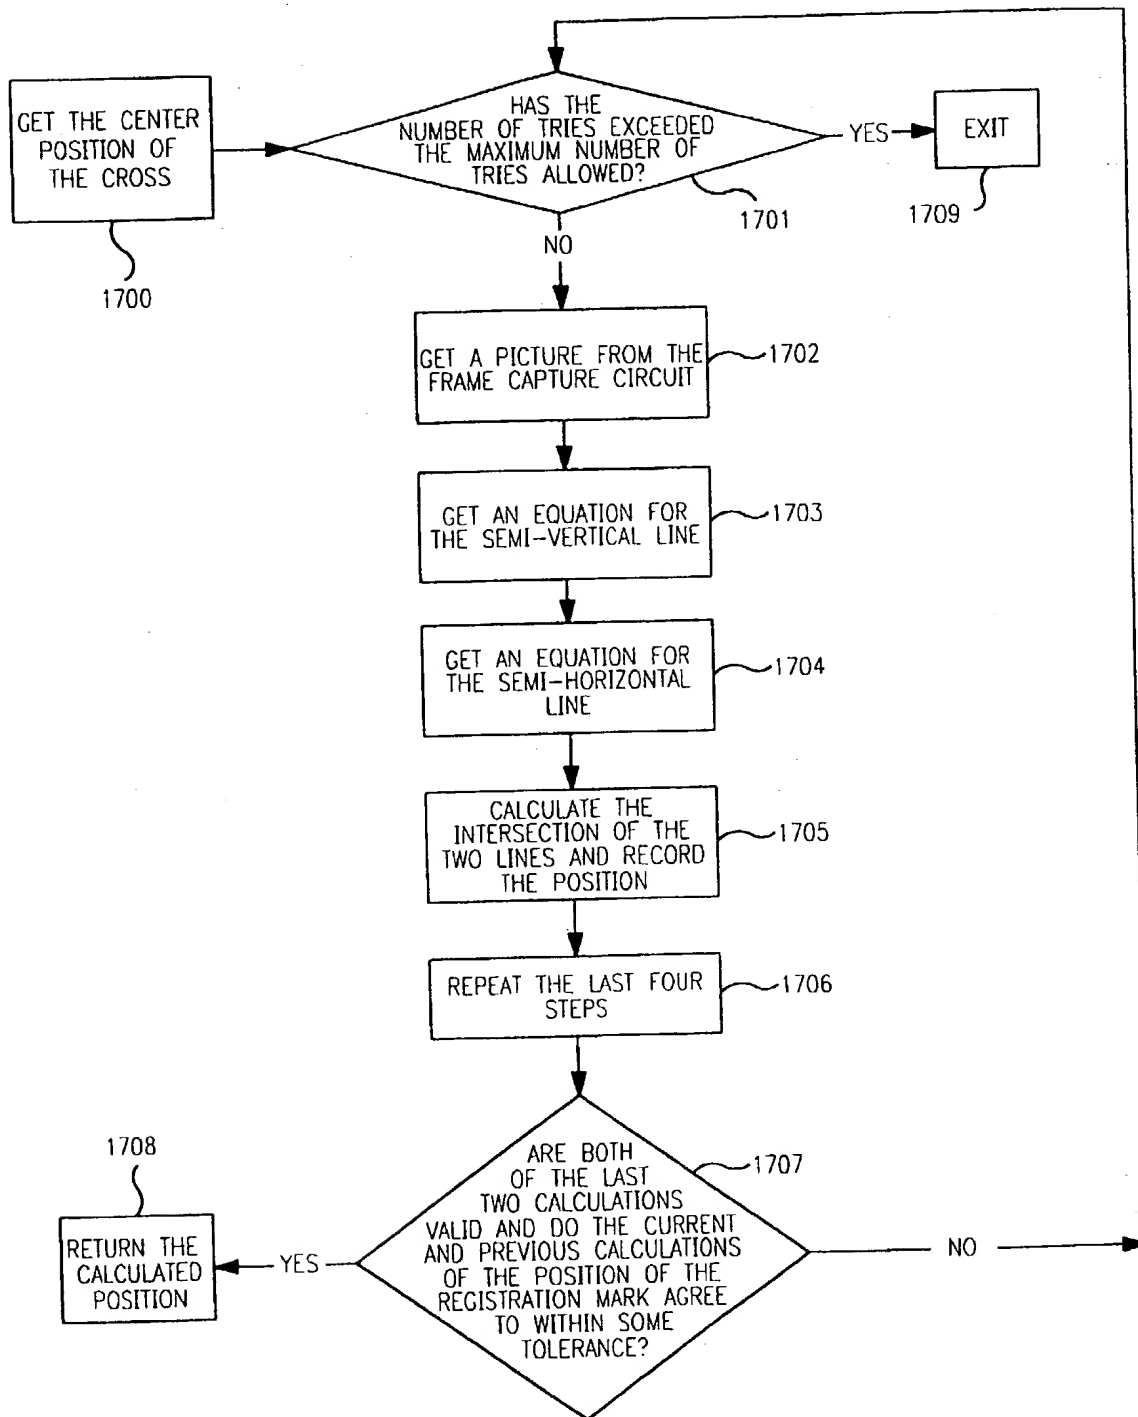 GET THE CENTER
POSITION OF
THE CROSS
1700
HAS THE
NUMBER OF TRIES EXCEEDED
THE MAXIMUM NUMBER OF
TRIES ALLOWED?
1701
YES
EXIT
1709
NO
GET A PICTURE FROM THE
FRAME CAPTURE CIRCUIT
1702
GET AN EQUATION FOR
THE SEMI-VERTICAL LINE
1703
GET AN EQUATION FOR
THE SEMI-HORIZONTAL
LINE
1704
CALCULATE THE
INTERSECTION OF THE
TWO LINES AND RECORD
THE POSITION
1705
REPEAT THE LAST FOUR
STEPS
1706
ARE BOTH
OF THE LAST
TWO CALCULATIONS
VALID AND DO THE CURRENT
AND PREVIOUS CALCULATIONS
OF THE POSITION OF THE
REGISTRATION MARK AGREE
TO WITHIN SOME
TOLERANCE?
1707
YES
1708
RETURN THE
CALCULATED
POSITION
NO